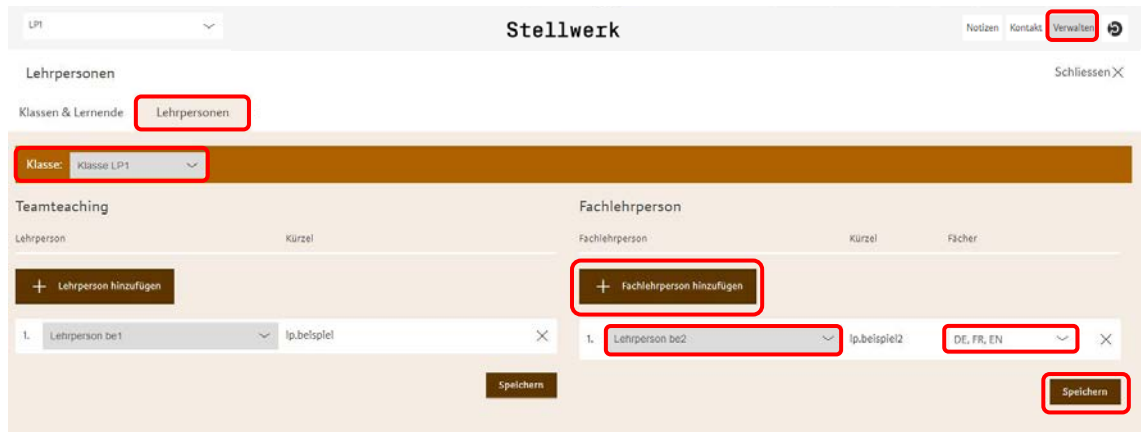 LP1
Stellwerk
Notizen Kontakt Verwalten
Lehrpersonen
Schliessen
Klassen & Lernende Lehrpersonen
Klasse: Klasse LP1
Teamteaching
Lehrperson Kürzel
+ Lehrperson hinzufügen
1. Lehrperson be1 lp.beispiel
Speichern
Fachlehrperson
Fachlehrperson Kürzel Fächer
+ Fachlehrperson hinzufügen
1. Lehrperson be2 lp.beispiel2 DE, FR, EN
Speichern